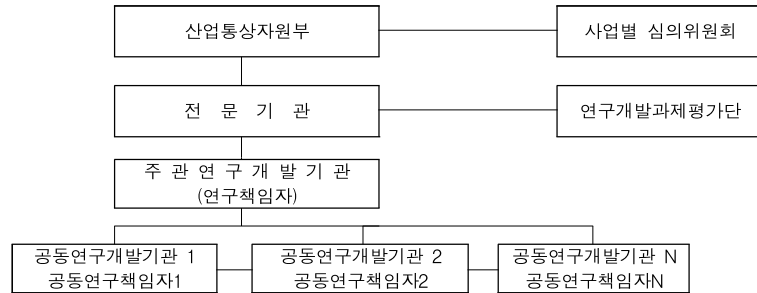 산업통상자원부
사업별 심의위원회
전 문 기 관
연구개발과제평가단
주 관 연 구 개 발 기 관
(연구책임자)
공동연구개발기관 1
공동연구책임자1
공동연구개발기관 2
공동연구책임자2
공동연구개발기관 N
공동연구책임자N